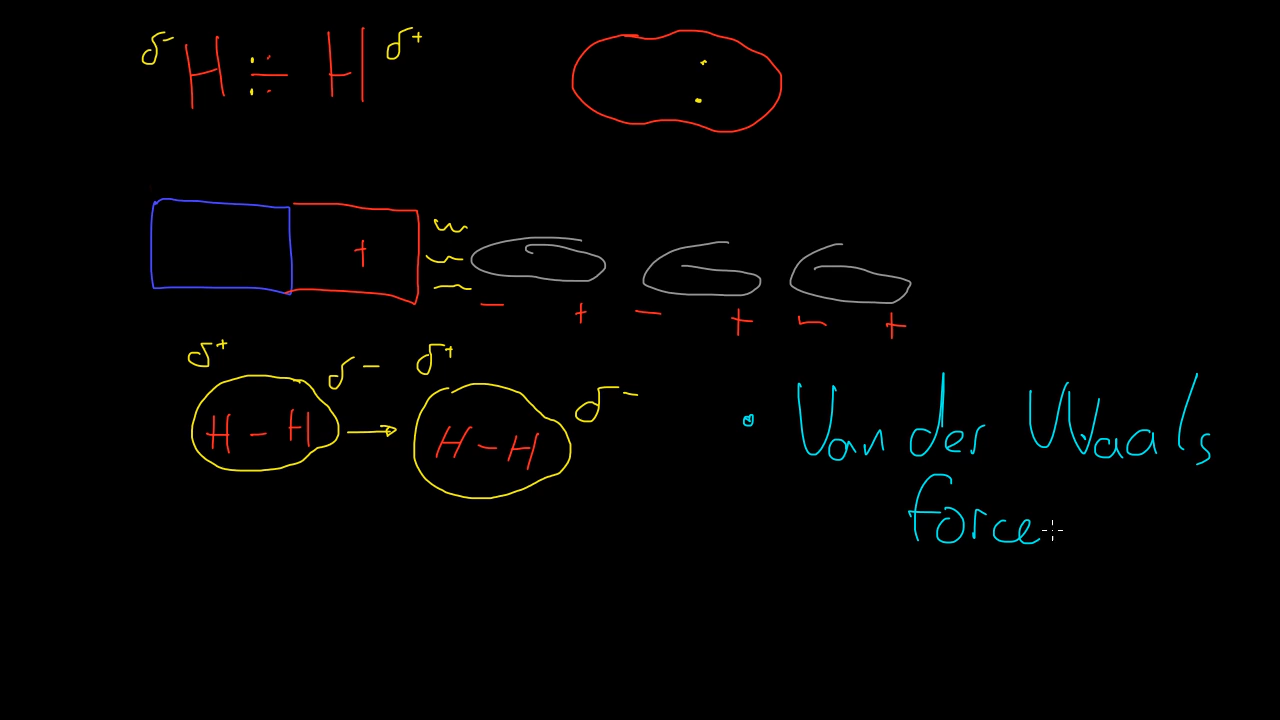 δ- H : H δ+
+
- + - + - +
δ+ δ- δ+ δ-
H - H → H - H
• Van der Waals
force